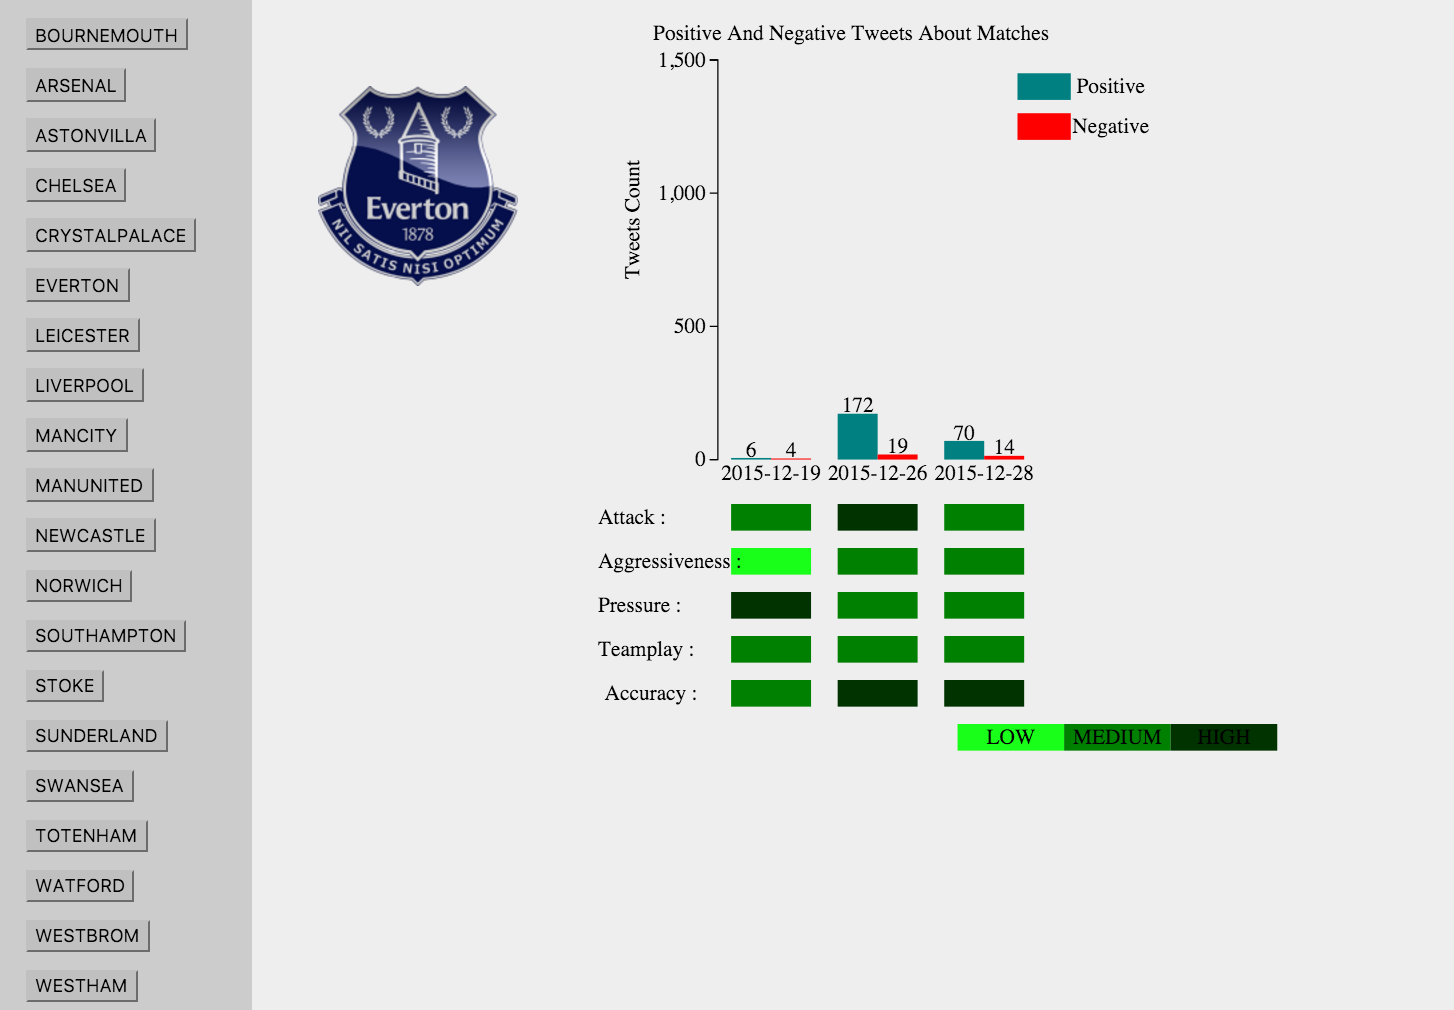 BOURNEMOUTH
ARSENAL
ASTONVILLA
CHELSEA
CRYSTALPALACE
EVERTON
LEICESTER
LIVERPOOL
MANCITY
MANUNITED
NEWCASTLE
NORWICH
SOUTHAMPTON
STOKE
SUNDERLAND
SWANSEA
TOTENHAM
WATFORD
WESTBROM
WESTHAM
Everton
1878
NIL SATIS NISI OPTIMUM
Positive And Negative Tweets About Matches
1,500
1,000
500
0
Tweets Count
Positive
Negative
6 4 172 19 70 14
2015-12-19 2015-12-26 2015-12-28
Attack :
Aggressiveness :
Pressure :
Teamplay :
Accuracy :
LOW MEDIUM HIGH